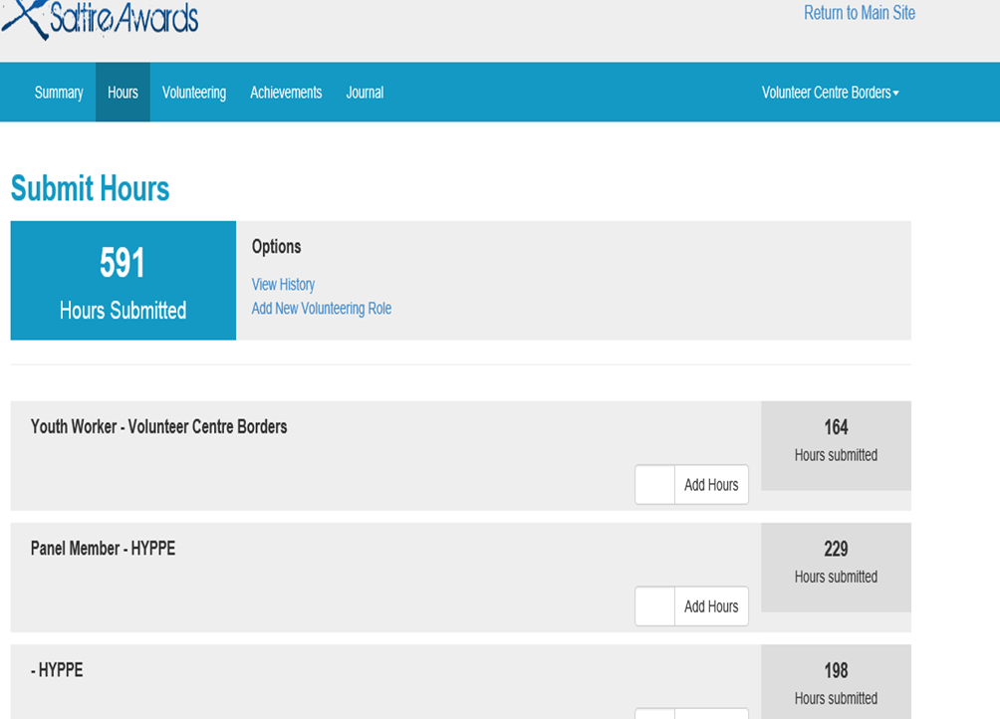 Saltire Awards
Return to Main Site
Summary Hours Volunteering Achievements Journal Volunteer Centre Borders
Submit Hours
591
Hours Submitted
Options
View History
Add New Volunteering Role
Youth Worker - Volunteer Centre Borders
164
Hours submitted
Add Hours
Panel Member - HYPPE
229
Hours submitted
Add Hours
- HYPPE
198
Hours submitted